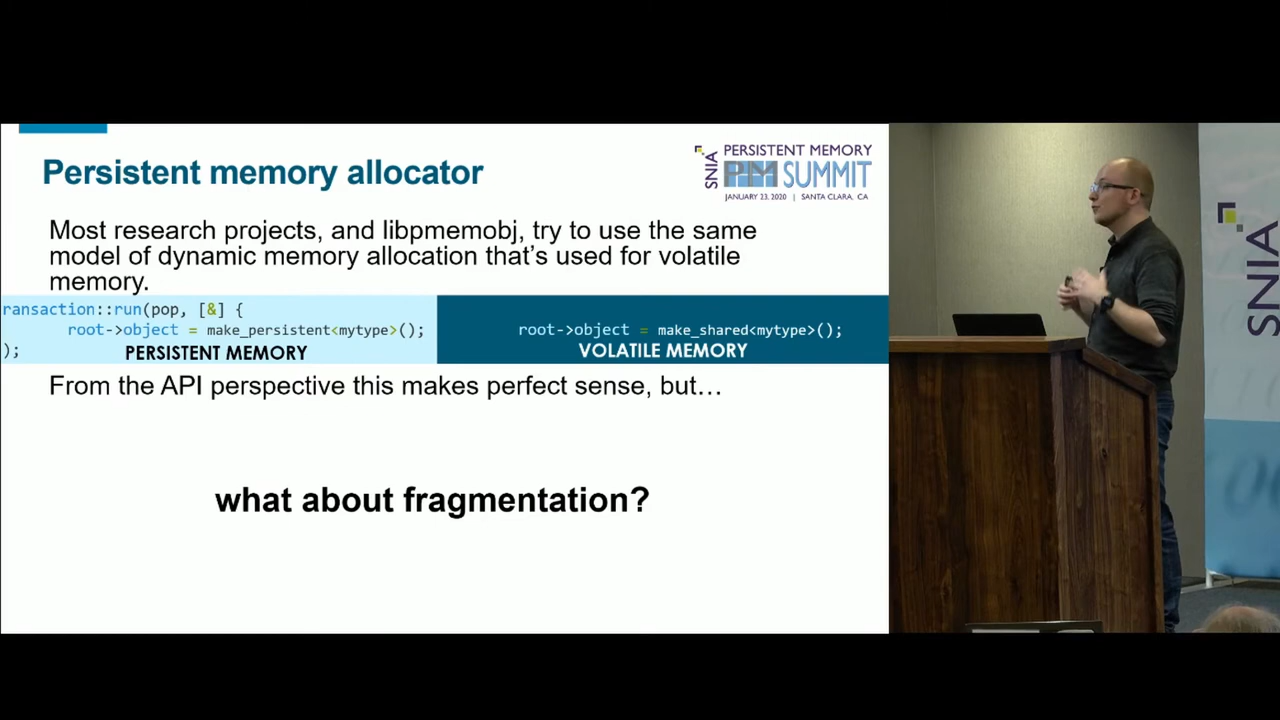 Persistent memory allocator
SNIA
PERSISTENT MEMORY
PM SUMMIT
JANUARY 23, 2020 | SANTA CLARA, CA
Most research projects, and libpmemobj, try to use the same
model of dynamic memory allocation that's used for volatile
memory.
ransaction::run(pop, [&] {
root->object = make_persistent<mytype>();
);
PERSISTENT MEMORY
root->object = make_shared<mytype>();
VOLATILE MEMORY
From the API perspective this makes perfect sense, but…
what about fragmentation?
SNIA